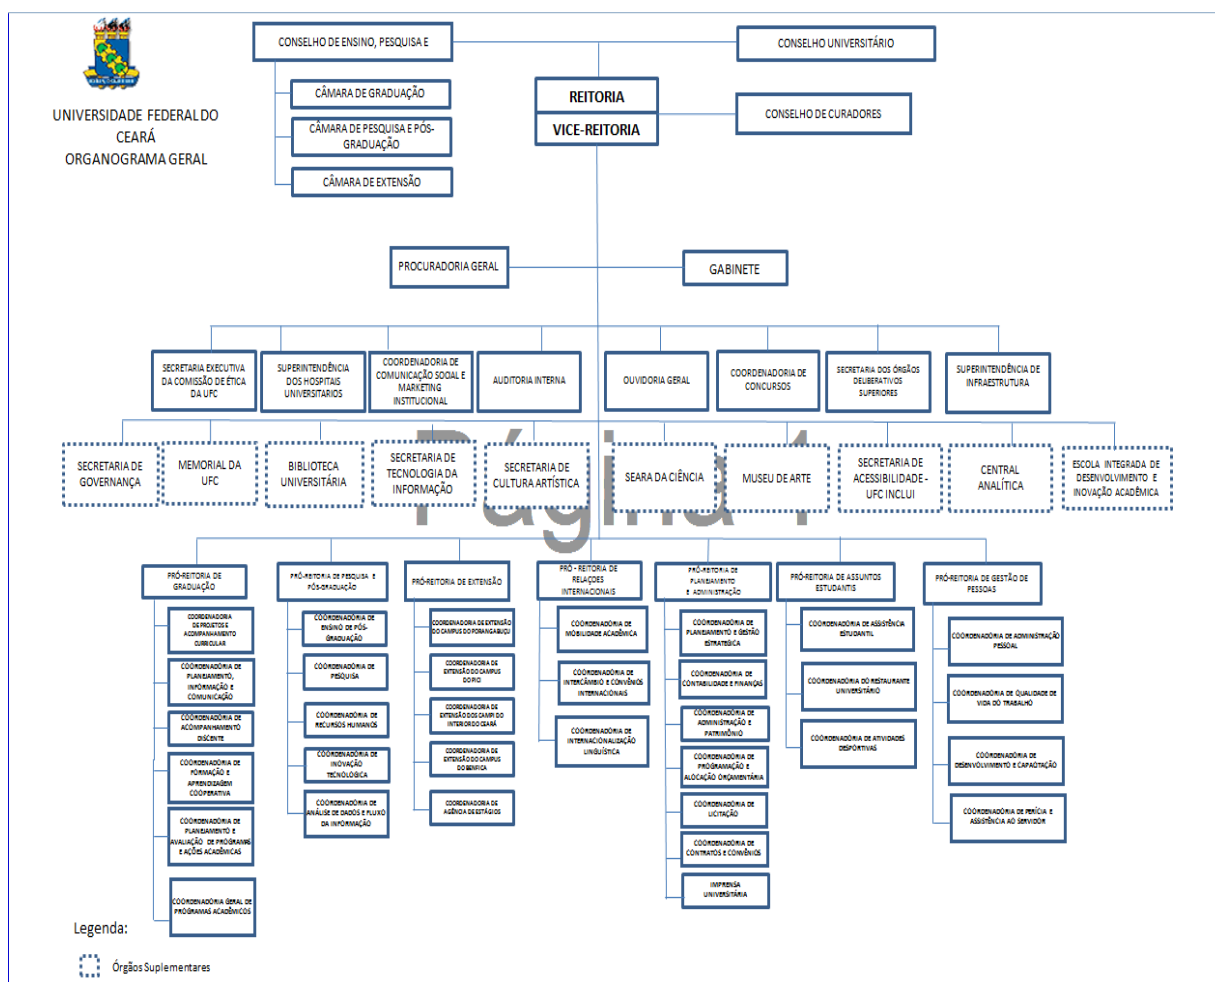 UNIVERSIDADE FEDERAL DO
CEARÁ
ORGANOGRAMA GERAL
CONSELHO DE ENSINO, PESQUISA E
CONSELHO UNIVERSITÁRIO
CÂMARA DE GRADUAÇÃO
CÂMARA DE PESQUISA E PÓS-
GRADUAÇÃO
CÂMARA DE EXTENSÃO
REITORIA
VICE-REITORIA
CONSELHO DE CURADORES
PROCURADORIA GERAL
GABINETE
SECRETARIA EXECUTIVA
DA COMISSÃO DE ÉTICA
DA UFC
SUPERINTENDÊNCIA
DOS HOSPITAIS
UNIVERSITARIOS
COORDENADORIA DE
COMUNICAÇÃO SOCIAL E
MARKETING
INSTITUCIONAL
AUDITORIA INTERNA
OUVIDORIA GERAL
COORDENADORIA DE
CONCURSOS
SECRETARIA DOS ÓRGÃOS
DELIBERATIVOS
SUPERIORES
SUPERINTENDÊNCIA DE
INFRAESTRUTURA
Página 1
SECRETARIA DE
GOVERNANÇA
MEMORIAL DA
UFC
BIBLIOTECA
UNIVERSITÁRIA
SECRETARIA DE
TECNOLOGIA DA
INFORMAÇÃO
SECRETARIA DE
CULTURA ARTÍSTICA
SEARA DA CIÊNCIA
MUSEU DE ARTE
SECRETARIA DE
ACESSIBILIDADE -
UFC INCLUI
CENTRAL
ANALÍTICA
ESCOLA INTEGRADA DE
DESENVOLVIMENTO E
INOVAÇÃO ACADÊMICA
PRÓ-REITORIA DE
GRADUAÇÃO
COORDENADORIA
DE PROJETOS E
ACOMPANHAMENTO
CURRICULAR
COORDENADORIA DE
PLANEJAMENTO,
INFORMAÇÃO E
COMUNICAÇÃO
COORDENADORIA DE
ACOMPANHAMENTO
DISCENTE
COORDENADORIA DE
FORMAÇÃO E
APRENDIZAGEM
COOPERATIVA
COORDENADORIA DE
PLANEJAMENTO E
AVALIAÇÃO DE PROGRAMAS
E AÇÕES ACADÊMICAS
COORDENADORIA GERAL DE
PROGRAMAS ACADÊMICOS
PRÓ-REITORIA DE PESQUISA E
PÓS-GRADUAÇÃO
COORDENADORIA DE
ENSINO DE PÓS-
GRADUAÇÃO
COORDENADORIA DE
PESQUISA
COORDENADORIA DE
RECURSOS HUMANOS
COORDENADORIA DE
INOVAÇÃO
TECNOLÓGICA
COORDENADORIA DE
ANÁLISE DE DADOS E FLUXO
DA INFORMAÇÃO
PRÓ-REITORIA DE EXTENSÃO
COORDENADORIA DE EXTENSÃO
DO CAMPUS DO PORANGABUÇU
COORDENADORIA DE
EXTENSÃO DO CAMPUS
DO PICI
COORDENADORIA DE
EXTENSÃO DOS CAMPI DO
INTERIOR DO CEARÁ
COORDENADORIA DE
EXTENSÃO DO CAMPUS
DO BENFICA
COORDENADORIA DE
AGÊNCIA DE ESTÁGIOS
PRÓ - REITORIA DE
RELAÇOES
INTERNACIONAIS
COORDENADORIA DE
MOBILIDADE ACADÊMICA
COORDENADORIA DE
INTERCÂMBIO E CONVÊNIOS
INTERNACIONAIS
COORDENADORIA DE
INTERNACIONALIZAÇÃO
LINGUÍSTICA
PRÓ-REITORIA DE
PLANEJAMENTO
E ADMINISTRAÇÃO
COORDENADORIA DE
PLANEJAMENTO E GESTÃO
ESTRATEGICA
COORDENADORIA DE
CONTABILIDADE E FINANÇAS
COORDENADORIA DE
ADMINISTRAÇÃO E
PATRIMÔNIO
COORDENADORIA DE
PROGRAMAÇÃO E
ALOCAÇÃO ORÇAMENTÁRIA
COORDENADORIA DE
LICITAÇÃO
COORDENADORIA DE
CONTRATOS E CONVÊNIOS
IMPRENSA
UNIVERSITÁRIA
PRÓ-REITORIA DE ASSUNTOS
ESTUDANTIS
COORDENADORIA DE ASSISTÊNCIA
ESTUDANTIL
COORDENADORIA DO RESTAURANTE
UNIVERSITÁRIO
COORDENADORIA DE ATIVIDADES
DESPORTIVAS
PRÓ-REITORIA DE GESTÃO DE
PESSOAS
COORDENADORIA DE ADMINISTRAÇÃO
PESSOAL
COORDENADORIA DE QUALIDADE DE
VIDA DO TRABALHO
COORDENADORIA DE
DESENVOLVIMENTO E CAPACITAÇÃO
COORDENADORIA DE PERÍCIA E
ASSISTÊNCIA AO SERVIDOR
Legenda:
Órgãos Suplementares